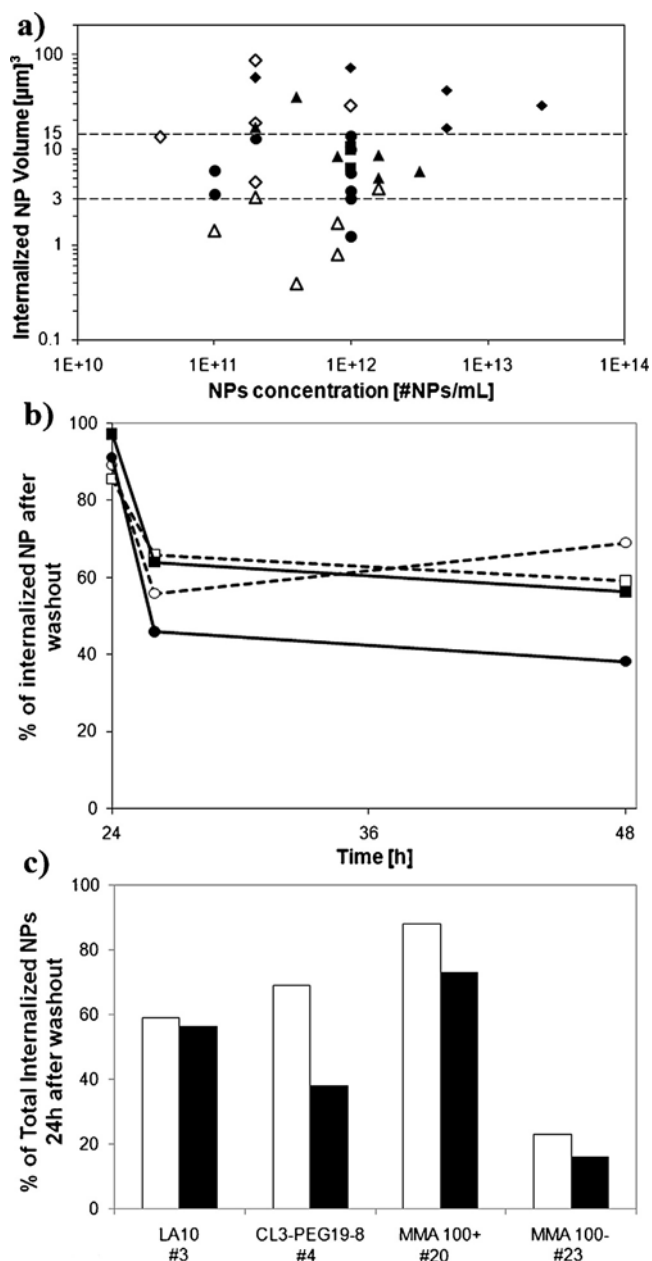 a)
Internalized NP Volume [µm]³
100
15
10
3
1
0.1
1E+10 1E+11 1E+12 1E+13 1E+14
NPs concentration [#NPs/mL]
b)
% of internalized NP after
washout
100
80
60
40
20
0
24 36 48
Time [h]
c)
% of Total Internalized NPs
24h after washout
100
80
60
40
20
0
LA10 CL3-PEG19-8 MMA 100+ MMA 100-
#3 #4 #20 #23